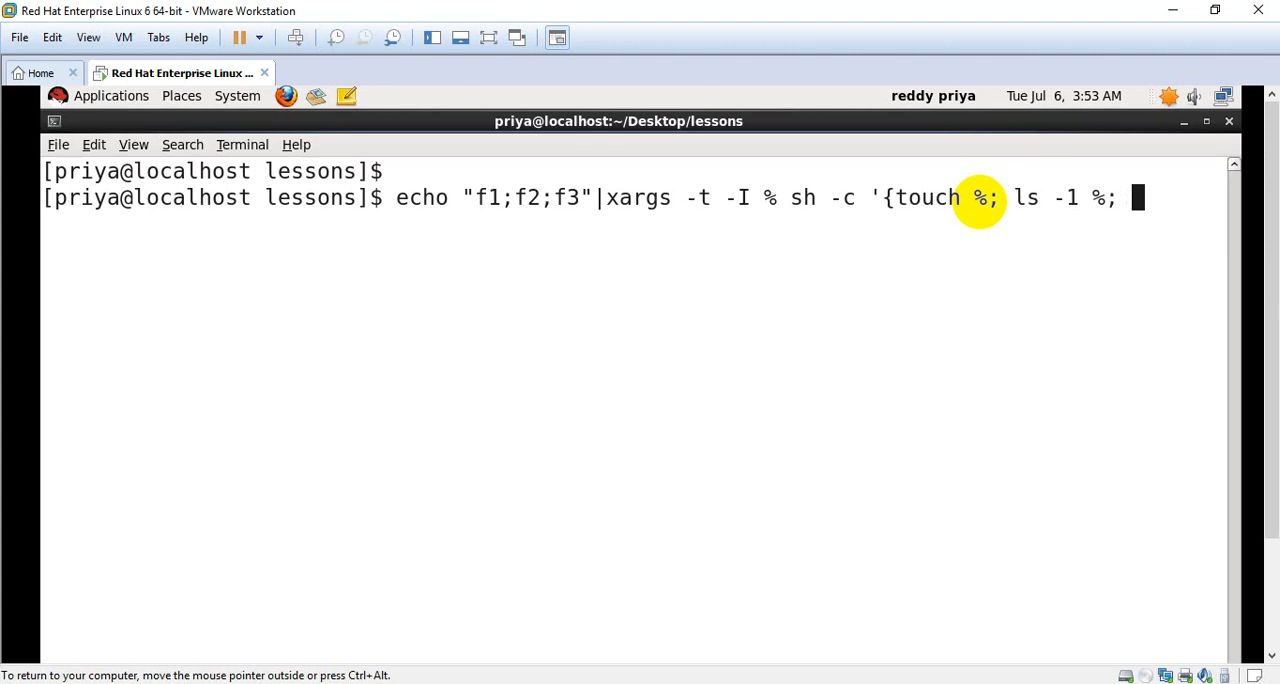 Red Hat Enterprise Linux 6 64-bit - VMware Workstation
File Edit View VM Tabs Help
Home Red Hat Enterprise Linux ...
Applications Places System reddy priya Tue Jul 6, 3:53 AM
priya@localhost:~/Desktop/lessons
File Edit View Search Terminal Help
[priya@localhost lessons]$
[priya@localhost lessons]$ echo "f1;f2;f3"|xargs -t -I % sh -c '{touch %; ls -1 %;
To return to your computer, move the mouse pointer outside or press Ctrl+Alt.